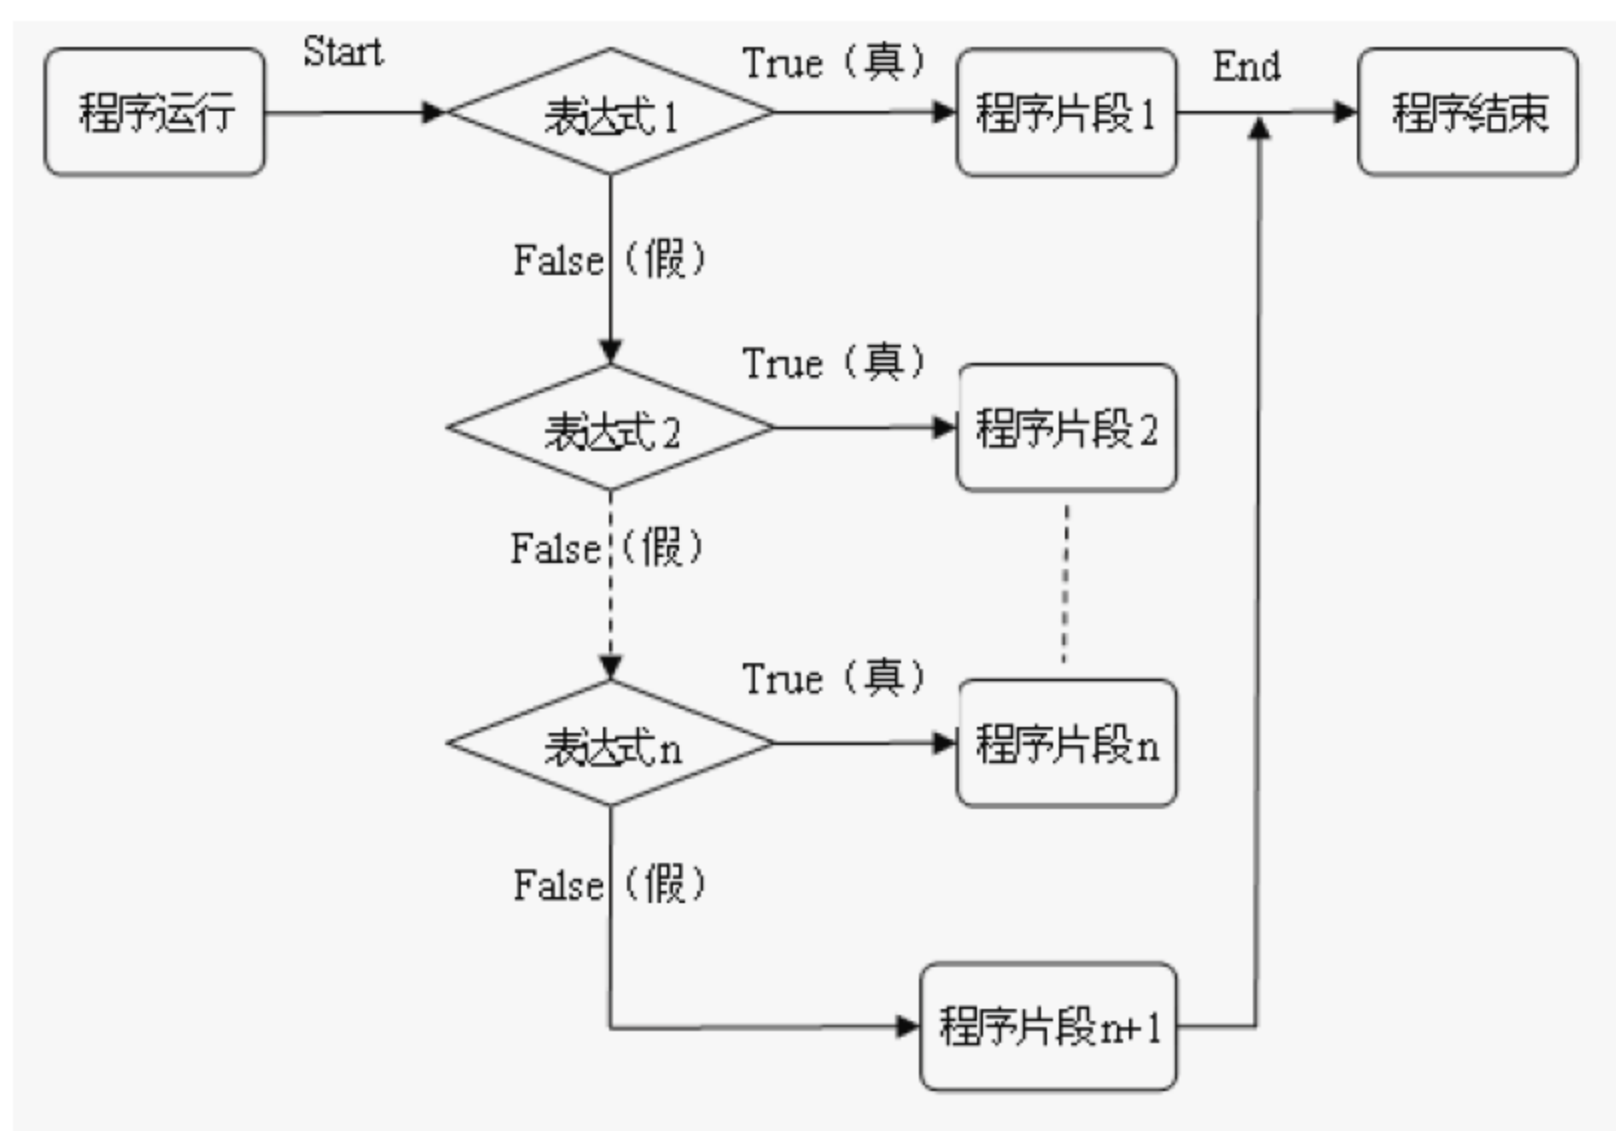 程序运行
Start
表达式1
True（真）
程序片段1
End
程序结束
False（假）
表达式2
True（真）
程序片段2
False（假）
表达式n
True（真）
程序片段n
False（假）
程序片段n+1